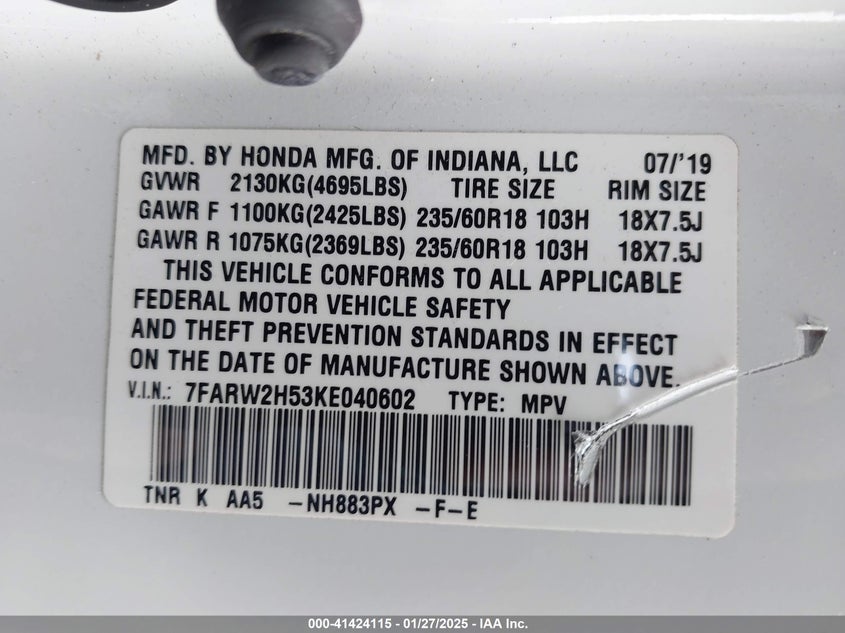 MFD. BY HONDA MFG. OF INDIANA, LLC 07/'19
GVWR 2130KG(4695LBS) TIRE SIZE RIM SIZE
GAWR F 1100KG(2425LBS) 235/60R18 103H 18X7.5J
GAWR R 1075KG(2369LBS) 235/60R18 103H 18X7.5J
THIS VEHICLE CONFORMS TO ALL APPLICABLE
FEDERAL MOTOR VEHICLE SAFETY
AND THEFT PREVENTION STANDARDS IN EFFECT
ON THE DATE OF MANUFACTURE SHOWN ABOVE.
V.I.N.: 7FARW2H53KE040602 TYPE: MPV
TNR K AA5 -NH883PX -F-E
000-41424115 - 01/27/2025 - IAAI Inc.